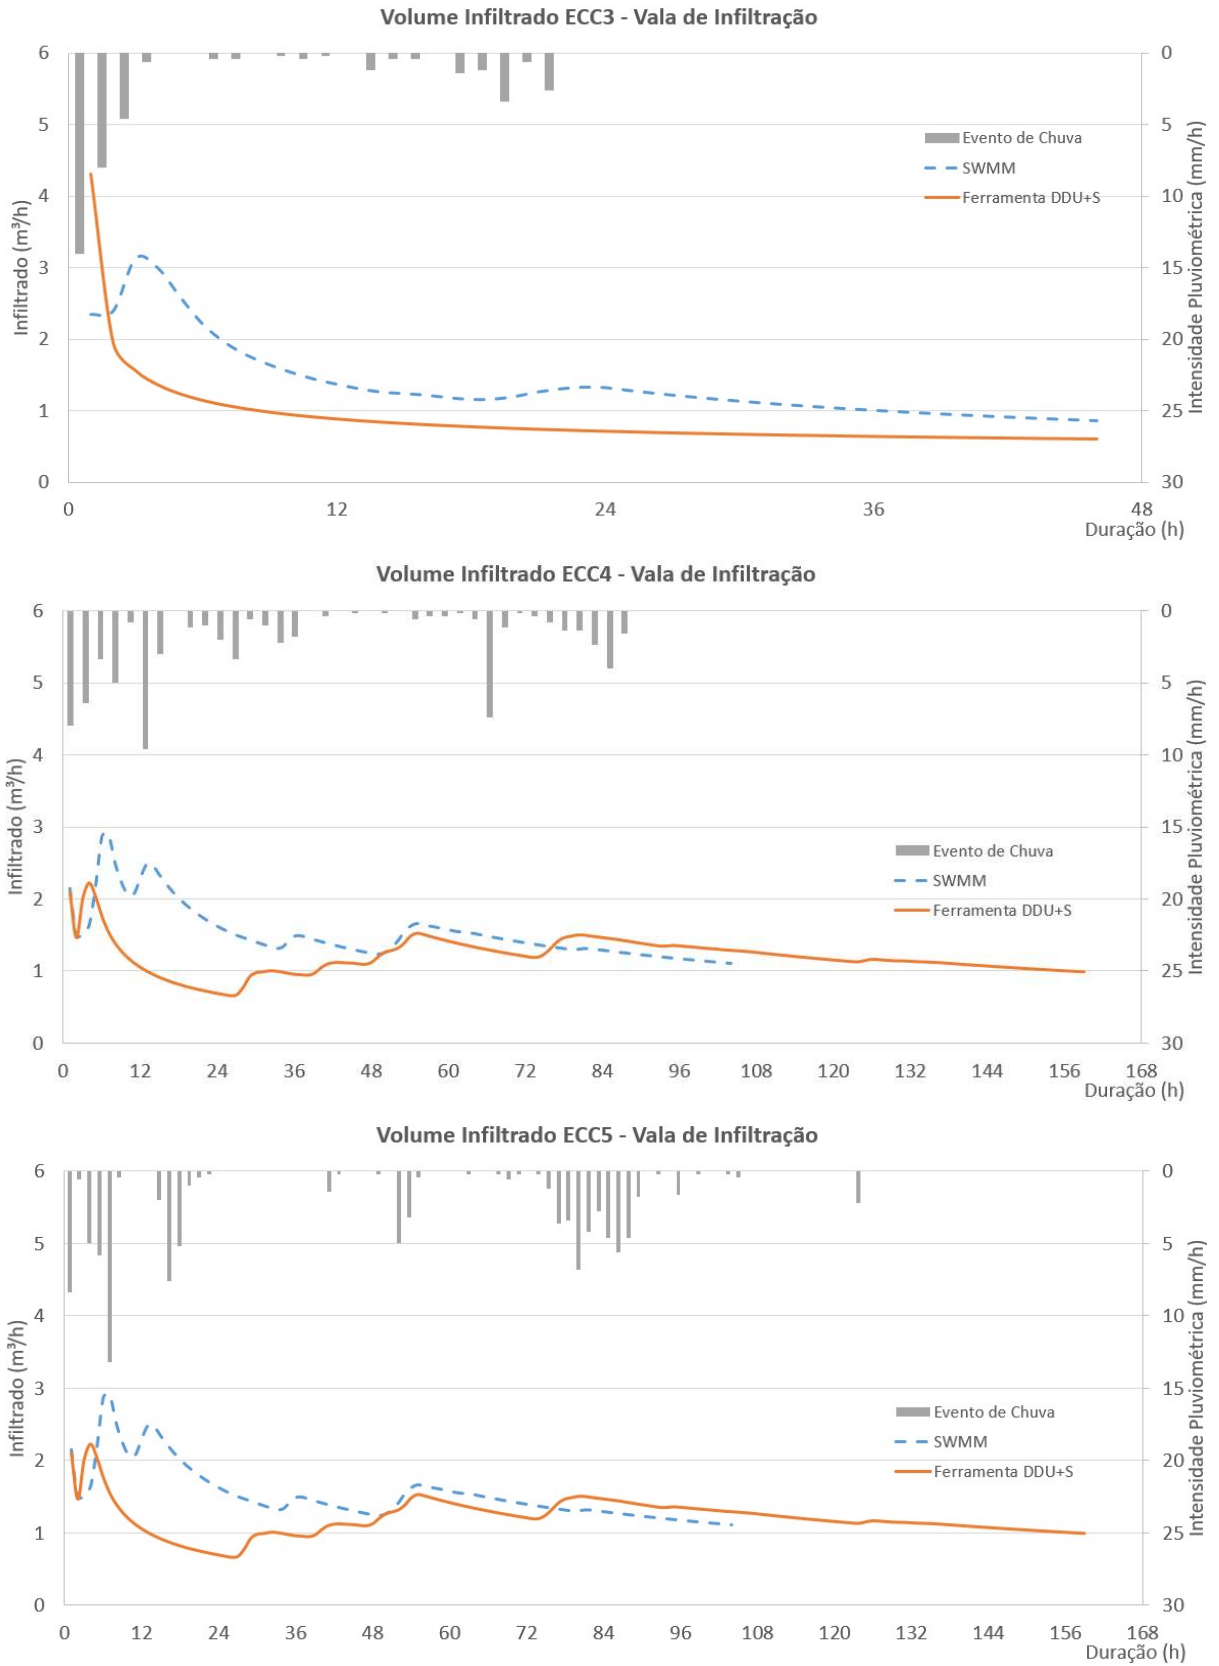 Volume Infiltrado ECC3 - Vala de Infiltração
6 0
5 5
4 10
3 15
2 20
1 25
0 30
Infiltrado (m³/h)
Intensidade Pluviométrica (mm/h)
Evento de Chuva
SWMM
Ferramenta DDU+S
0 12 24 36 48
Duração (h)
Volume Infiltrado ECC4 - Vala de Infiltração
6 0
5 5
4 10
3 15
2 20
1 25
0 30
Infiltrado (m³/h)
Intensidade Pluviométrica (mm/h)
Evento de Chuva
SWMM
Ferramenta DDU+S
0 12 24 36 48 60 72 84 96 108 120 132 144 156 168
Duração (h)
Volume Infiltrado ECC5 - Vala de Infiltração
6 0
5 5
4 10
3 15
2 20
1 25
0 30
Infiltrado (m³/h)
Intensidade Pluviométrica (mm/h)
Evento de Chuva
SWMM
Ferramenta DDU+S
0 12 24 36 48 60 72 84 96 108 120 132 144 156 168
Duração (h)